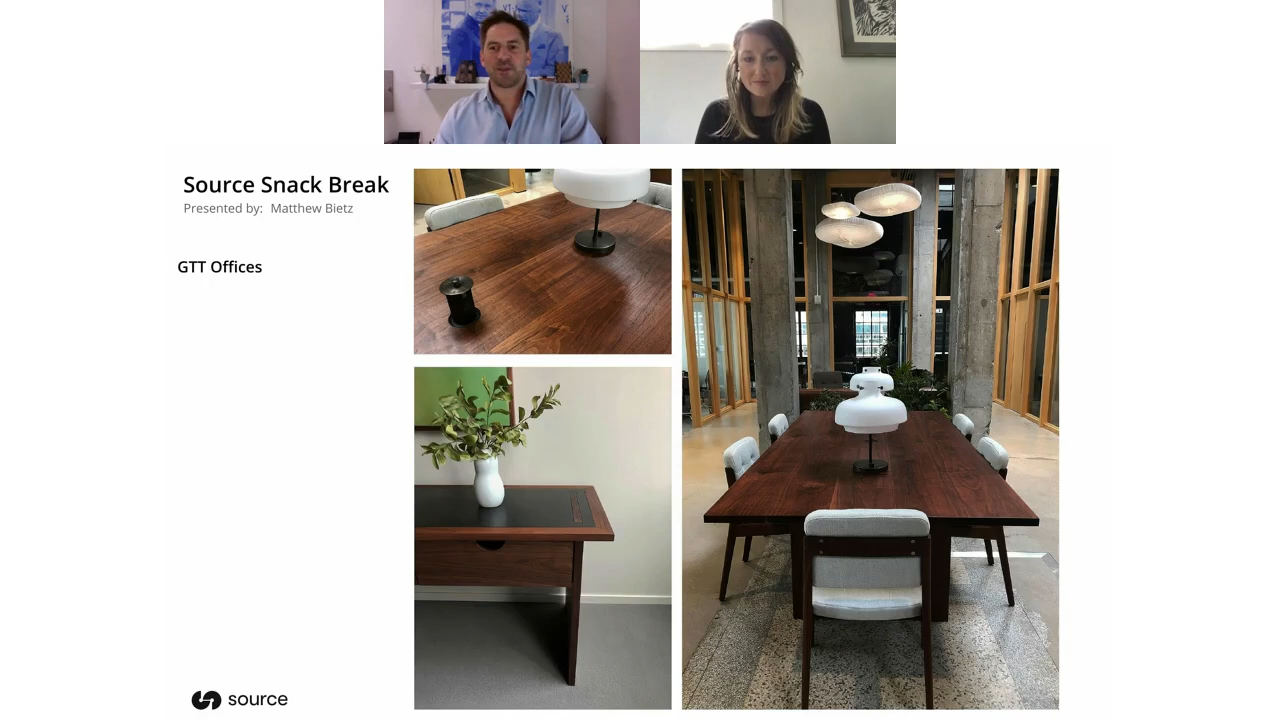 Source Snack Break
Presented by: Matthew Bietz
GTT Offices
source